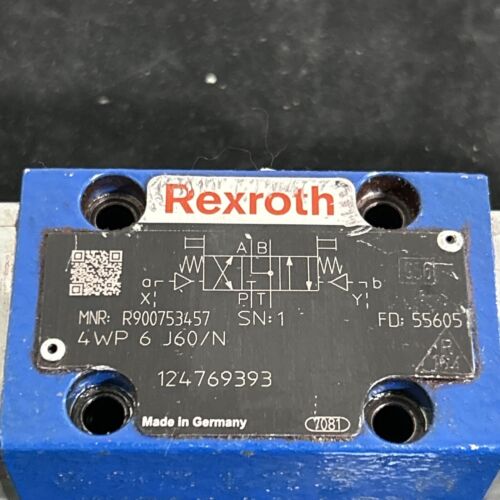 Rexroth
A B
a b
X P T Y
MNR: R900753457 SN: 1 FD: 55605
4WP 6 J60/N
124769393
Made in Germany 7081